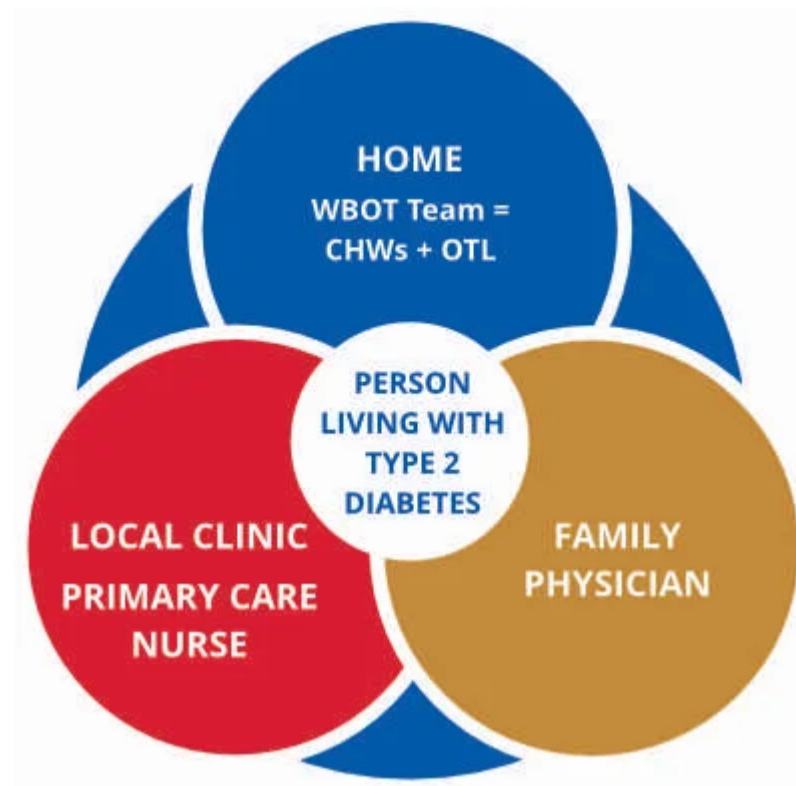 HOME
WBOT Team =
CHWs + OTL
PERSON
LIVING WITH
TYPE 2
DIABETES
LOCAL CLINIC
PRIMARY CARE
NURSE
FAMILY
PHYSICIAN